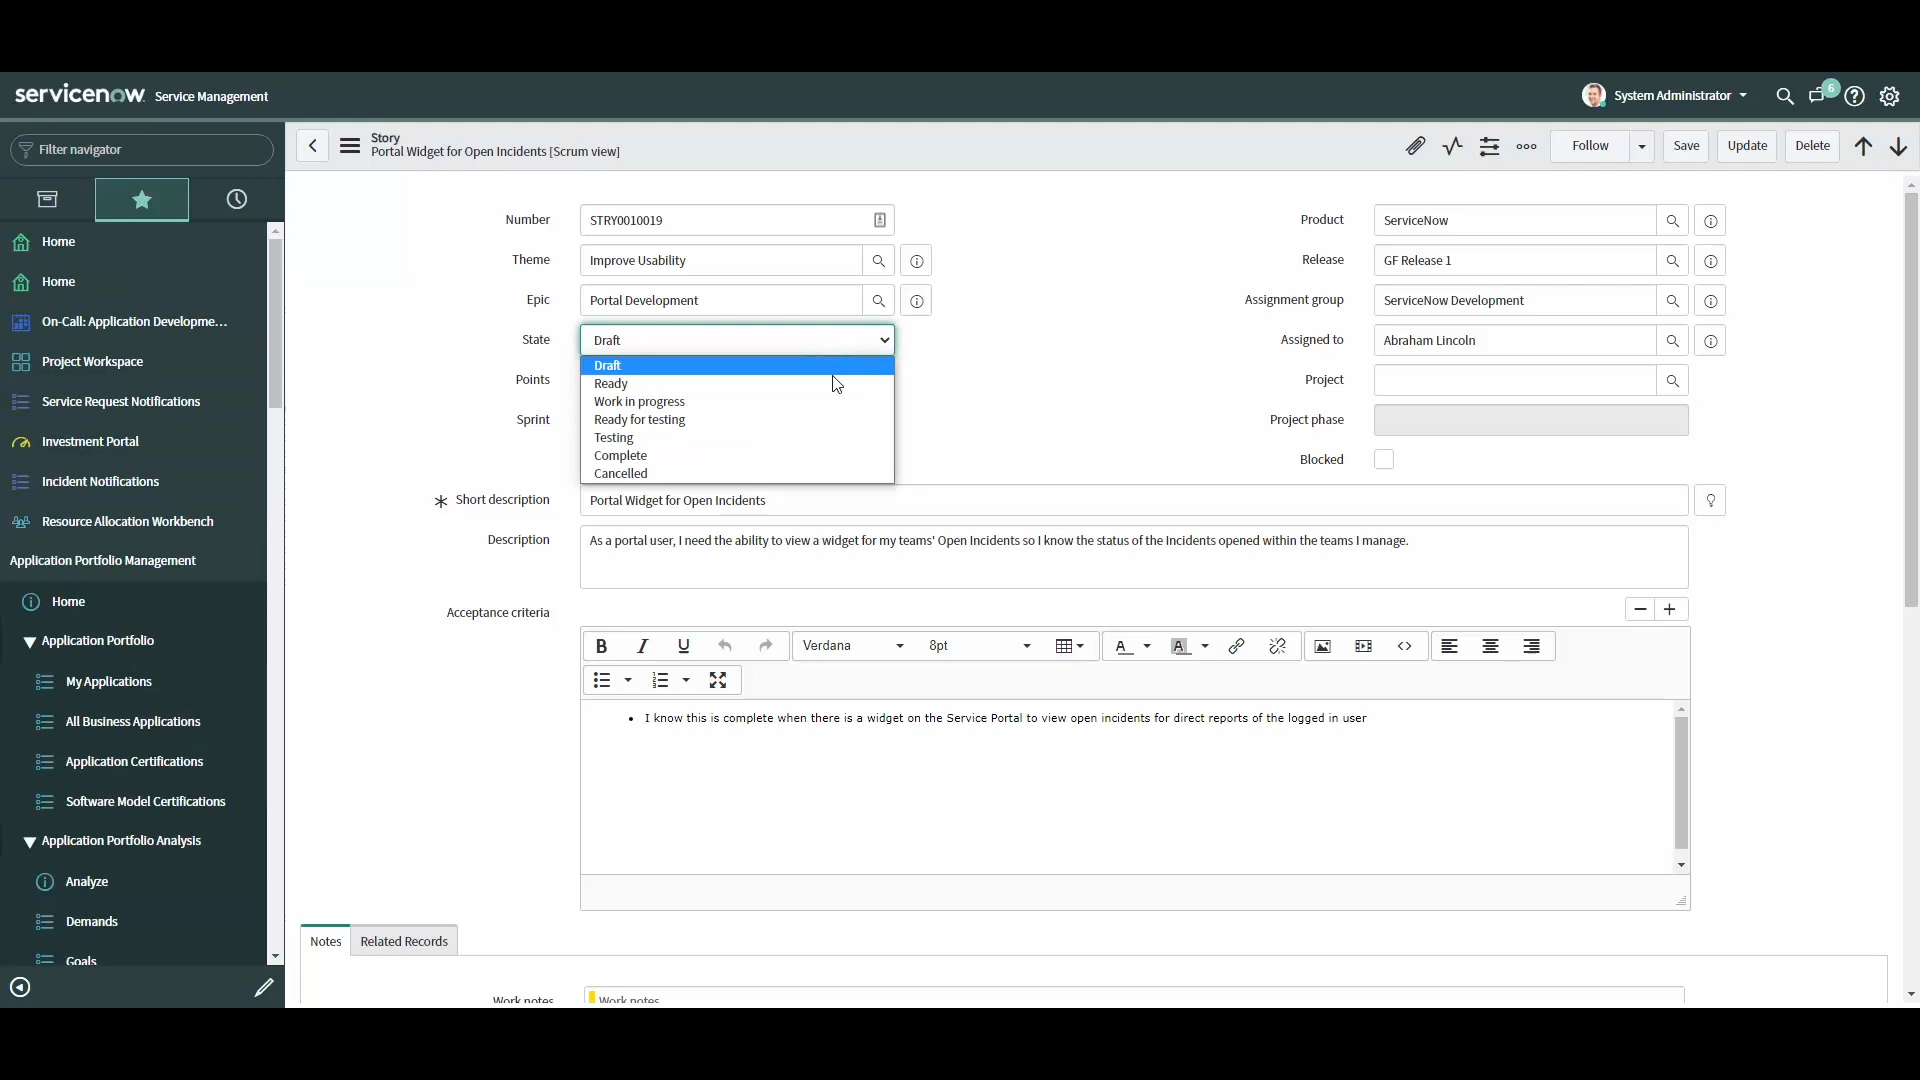 servicenow Service Management
System Administrator
6
Filter navigator
Story
Portal Widget for Open Incidents [Scrum view]
Follow
Save
Update
Delete
Home
Home
On-Call: Application Developme...
Project Workspace
Service Request Notifications
Investment Portal
Incident Notifications
Resource Allocation Workbench
Application Portfolio Management
Home
Application Portfolio
My Applications
All Business Applications
Application Certifications
Software Model Certifications
Application Portfolio Analysis
Analyze
Demands
Goals
Number STRY0010019
Theme Improve Usability
Epic Portal Development
State Draft
Draft
Ready
Work in progress
Ready for testing
Testing
Complete
Cancelled
Points
Sprint
Product ServiceNow
Release GF Release 1
Assignment group ServiceNow Development
Assigned to Abraham Lincoln
Project
Project phase
Blocked
Short description Portal Widget for Open Incidents
Description As a portal user, I need the ability to view a widget for my teams' Open Incidents so I know the status of the Incidents opened within the teams I manage.
Acceptance criteria
B I U Verdana 8pt A A
• I know this is complete when there is a widget on the Service Portal to view open incidents for direct reports of the logged in user
Notes Related Records
Work notes Work notes